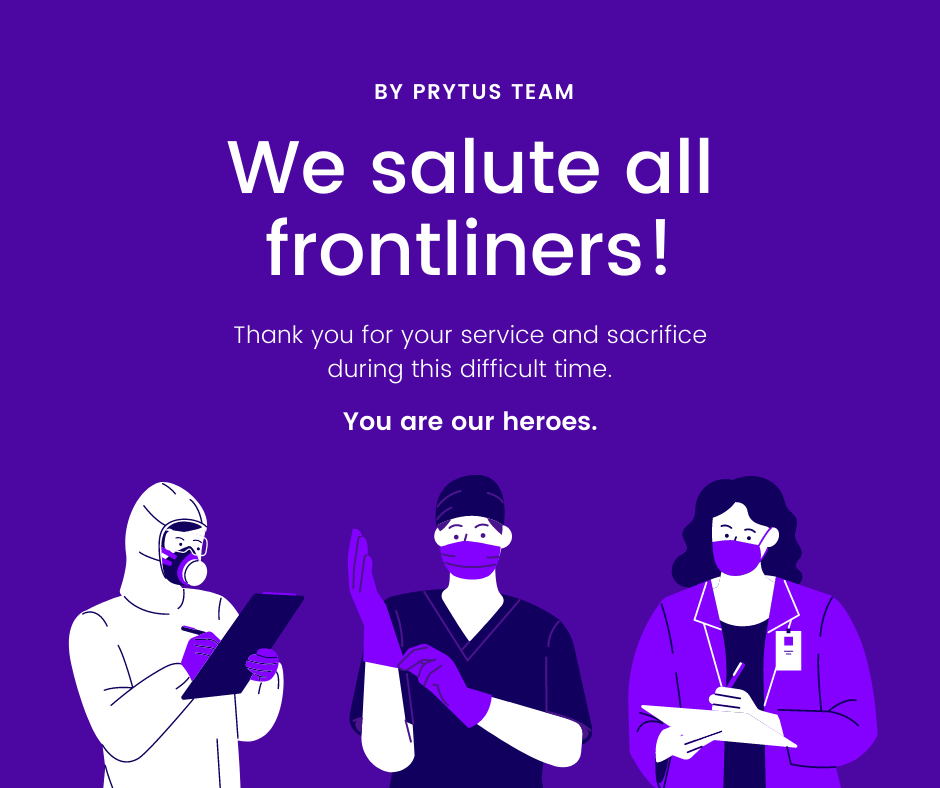 BY PRYTUS TEAM
We salute all
frontliners!
Thank you for your service and sacrifice
during this difficult time.
You are our heroes.